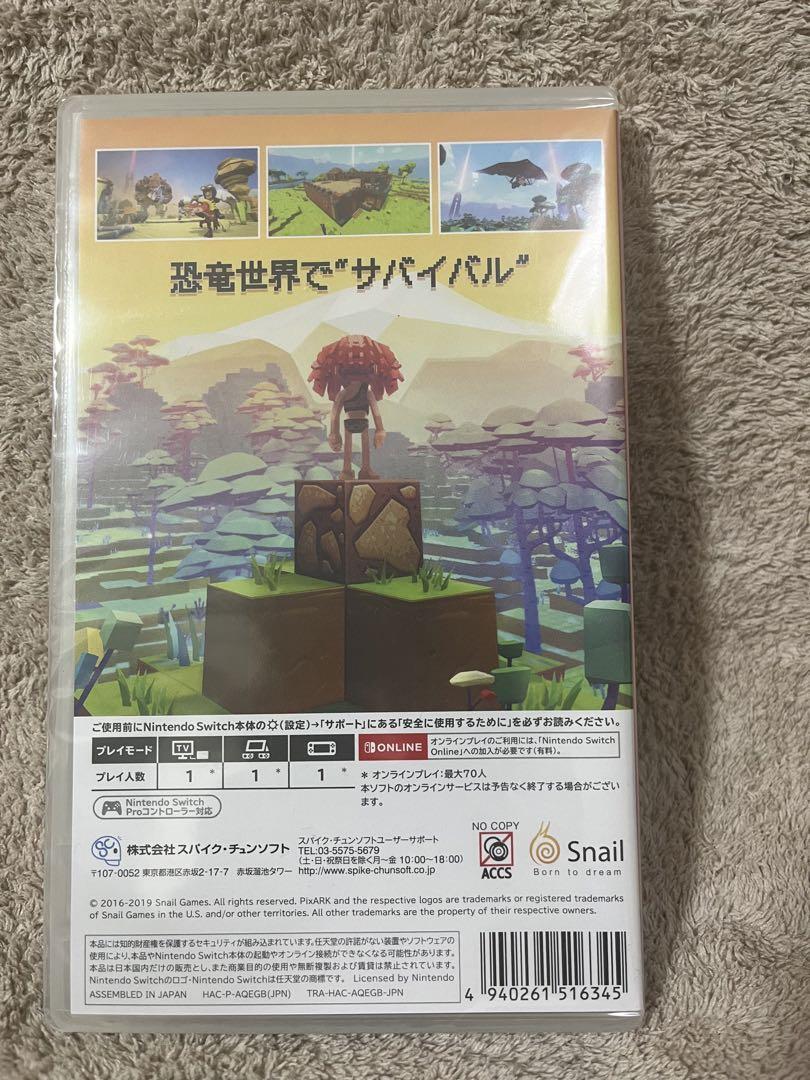 恐竜世界で"サバイバル"
ご使用前にNintendo Switch本体の(設定)→「サポート」にある「安全に使用するために」を必ずお読みください。
プレイモード TV
ONLINE オンラインプレイのご利用には、「Nintendo Switch
Online」への加入が必要です(有料)。
プレイ人数 1 * 1 * 1 *
* オンラインプレイ:最大70人
本ソフトのオンラインサービスは予告なく終了する場合がござい
ます。
Nintendo Switch
Proコントローラー対応
株式会社 スパイク・チュンソフト
〒107-0052 東京都港区赤坂2-17-7 赤坂溜池タワー
スパイク・チュンソフトユーザーサポート
TEL:03-5575-5679
(土・日・祝祭日を除く月~金 10:00~18:00)
http://www.spike-chunsoft.co.jp
NO COPY
ACCS
Snail
Born to dream
© 2016-2019 Snail Games. All rights reserved. PixARK and the respective logos are trademarks or registered trademarks
of Snail Games in the U.S. and/or other territories. All other trademarks are the property of their respective owners.
本品には知的財産権を保護するセキュリティが組み込まれています。任天堂の許諾がない装置やソフトウェアの
使用により、本品やNintendo Switch本体の起動やオンライン接続ができなくなる可能性があります。
本品は日本国内だけの販売とし、また商業目的の使用や無断複製および賃貸は禁止されています。
Nintendo Switchのロゴ・Nintendo Switchは任天堂の商標です。 Licensed by Nintendo
ASSEMBLED IN JAPAN HAC-P-AQEGB(JPN) TRA-HAC-AQEGB-JPN
4 940261 516345